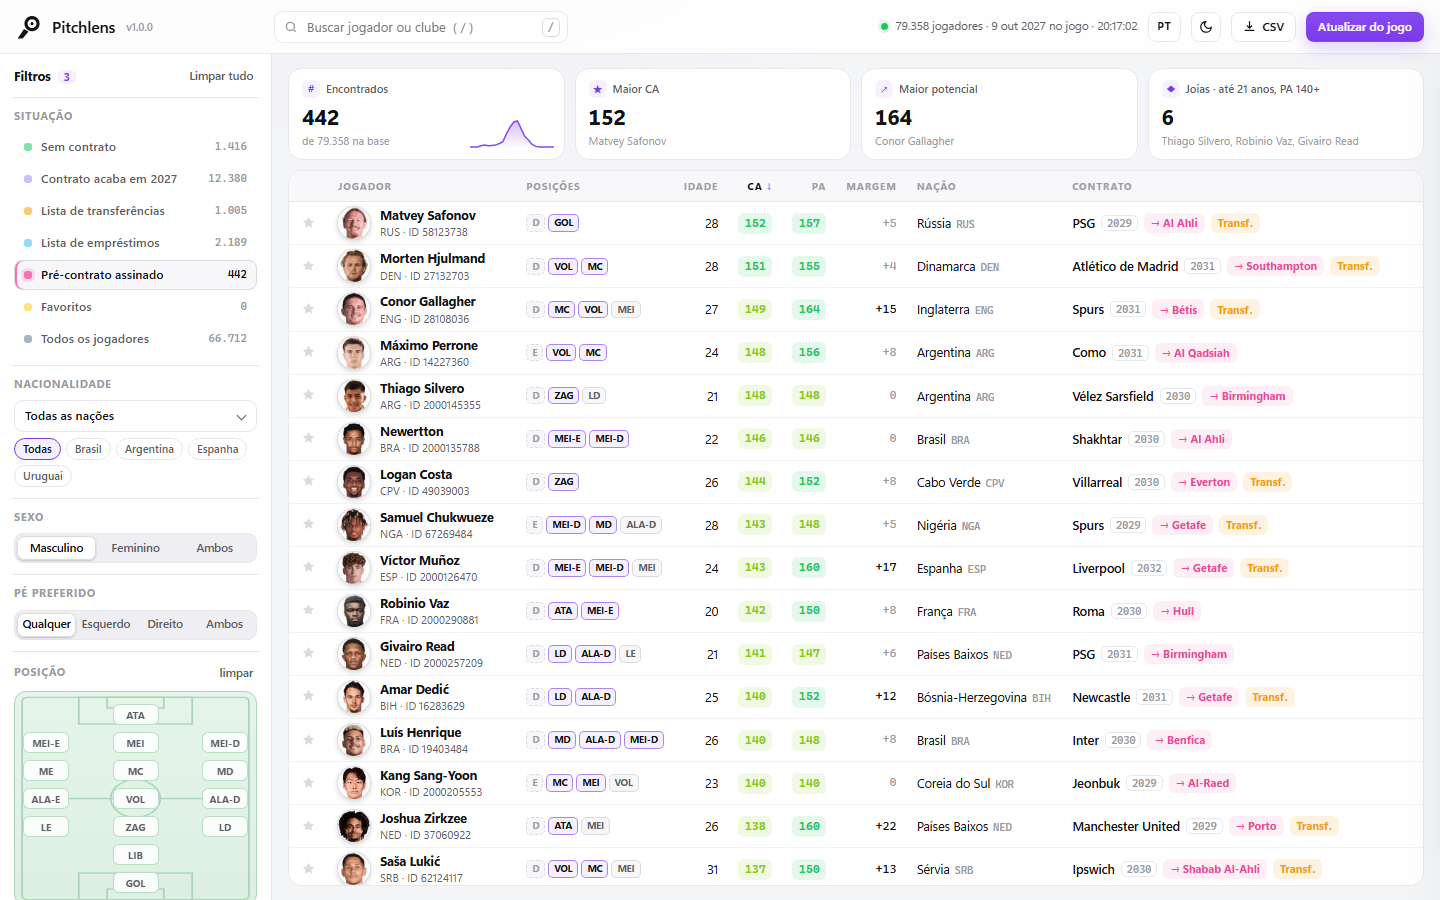 Pitchlens v1.0.0
Buscar jogador ou clube ( / ) /
79.358 jogadores · 9 out 2027 no jogo · 20:17:02
PT
CSV
Atualizar do jogo
Filtros 3 Limpar tudo
SITUAÇÃO
Sem contrato 1.416
Contrato acaba em 2027 12.380
Lista de transferências 1.005
Lista de empréstimos 2.189
Pré-contrato assinado 442
Favoritos 0
Todos os jogadores 66.712
NACIONALIDADE
Todas as nações
Todas Brasil Argentina Espanha
Uruguai
SEXO
Masculino Feminino Ambos
PÉ PREFERIDO
Qualquer Esquerdo Direito Ambos
POSIÇÃO limpar
ATA
MEI-E MEI MEI-D
ME MC MD
ALA-E VOL ALA-D
LE ZAG LD
LIB
GOL
# Encontrados
442
de 79.358 na base
Maior CA
152
Matvey Safonov
Maior potencial
164
Conor Gallagher
Joias · até 21 anos, PA 140+
6
Thiago Silvero, Robinio Vaz, Givairo Read
JOGADOR POSIÇÕES IDADE CA ↓ PA MARGEM NAÇÃO CONTRATO
Matvey Safonov D GOL 28 152 157 +5 Rússia RUS PSG 2029 → Al Ahli Transf.
RUS · ID 58123738
Morten Hjulmand D VOL MC 28 151 155 +4 Dinamarca DEN Atlético de Madrid 2031 → Southampton Transf.
DEN · ID 27132703
Conor Gallagher D MC VOL MEI 27 149 164 +15 Inglaterra ENG Spurs 2031 → Bétis Transf.
ENG · ID 28108036
Máximo Perrone E VOL MC 24 148 156 +8 Argentina ARG Como 2031 → Al Qadsiah
ARG · ID 14227360
Thiago Silvero D ZAG LD 21 148 148 0 Argentina ARG Vélez Sarsfield 2030 → Birmingham
ARG · ID 2000145355
Newertton D MEI-E MEI-D 22 146 146 0 Brasil BRA Shakhtar 2030 → Al Ahli
BRA · ID 2000135788
Logan Costa D ZAG 26 144 152 +8 Cabo Verde CPV Villarreal 2030 → Everton Transf.
CPV · ID 49039003
Samuel Chukwueze E MEI-D MD ALA-D 28 143 148 +5 Nigéria NGA Spurs 2029 → Getafe Transf.
NGA · ID 67269484
Víctor Muñoz D MEI-E MEI-D MEI 24 143 160 +17 Espanha ESP Liverpool 2032 → Getafe Transf.
ESP · ID 2000126470
Robinio Vaz D ATA MEI-E 20 142 150 +8 França FRA Roma 2030 → Hull
FRA · ID 2000290881
Givairo Read D LD ALA-D LE 21 141 147 +6 Países Baixos NED PSG 2031 → Birmingham
NED · ID 2000257209
Amar Dedić D LD ALA-D 25 140 152 +12 Bósnia-Herzegovina BIH Newcastle 2031 → Getafe Transf.
BIH · ID 16283629
Luís Henrique D MD ALA-D MEI-D 26 140 148 +8 Brasil BRA Inter 2030 → Benfica
BRA · ID 19403484
Kang Sang-Yoon E MC MEI VOL 23 140 140 0 Coreia do Sul KOR Jeonbuk 2029 → Al-Raed
KOR · ID 2000205553
Joshua Zirkzee D ATA MEI 26 138 160 +22 Países Baixos NED Manchester United 2029 → Porto Transf.
NED · ID 37060922
Saša Lukić D VOL MC MEI 31 137 150 +13 Sérvia SRB Ipswich 2030 → Shabab Al-Ahli Transf.
SRB · ID 62124117